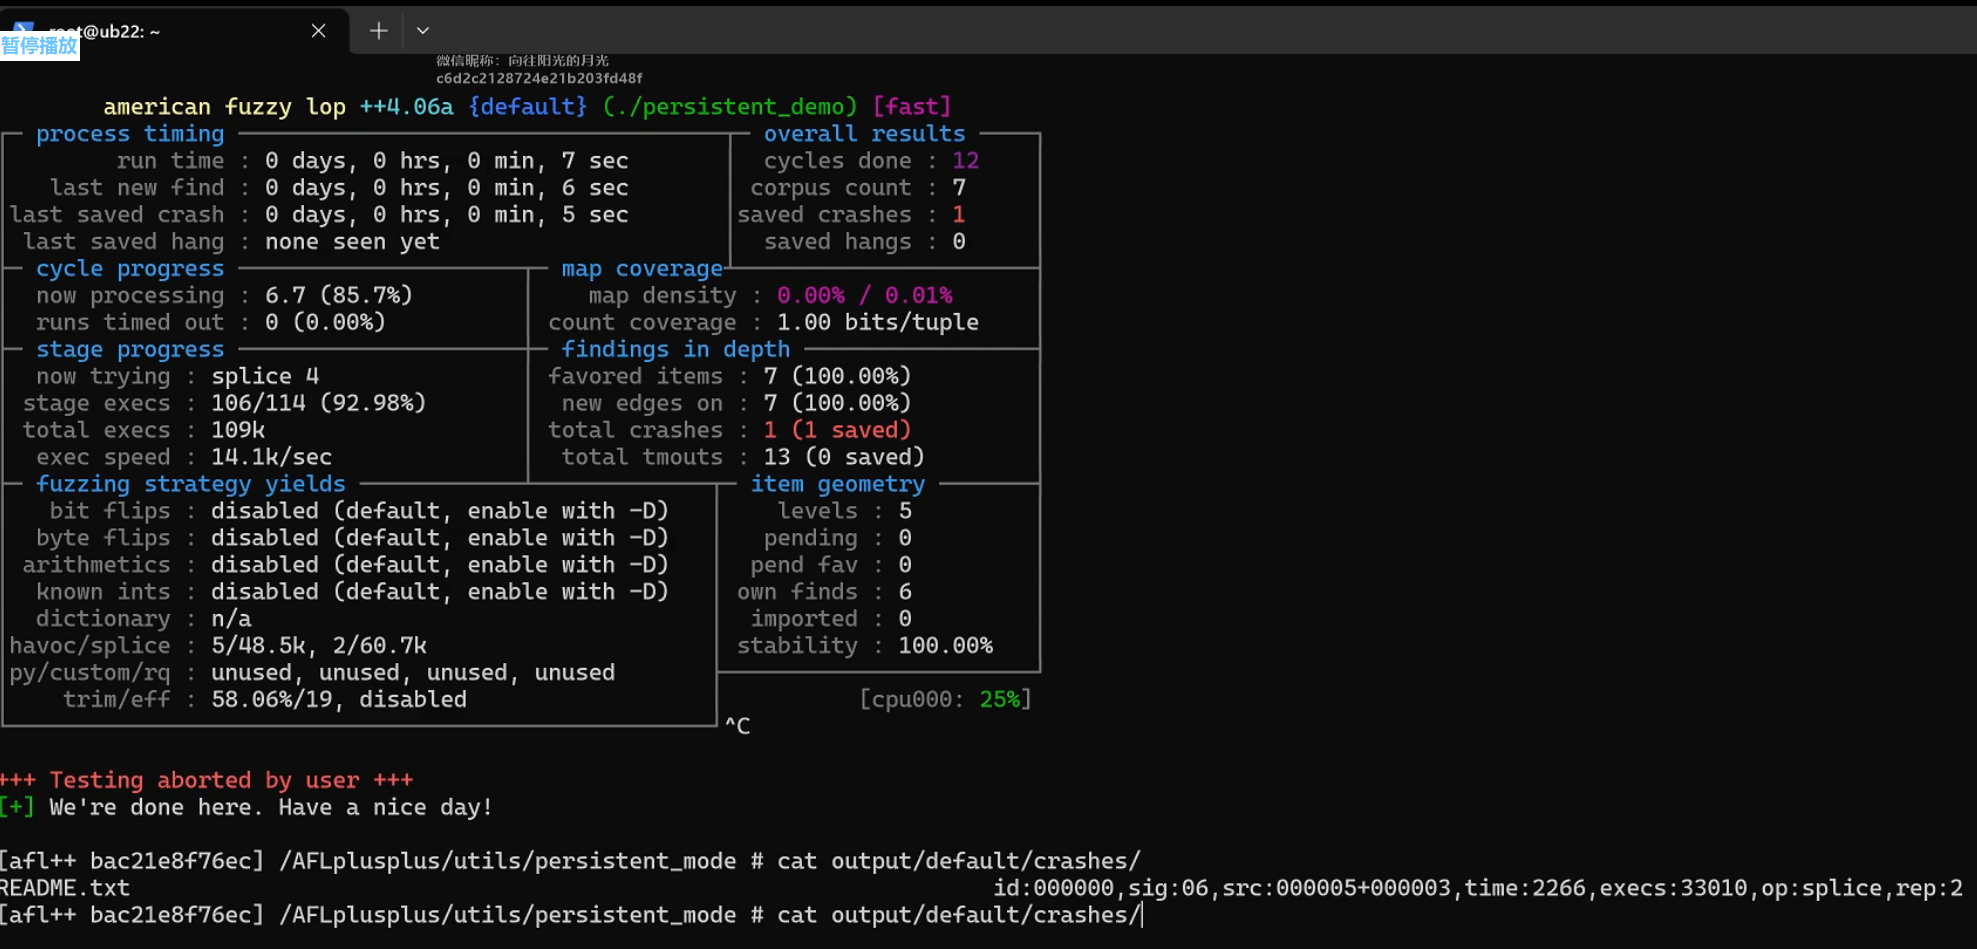 root@ub22: ~
暂停播放
微信昵称: 向往阳光的月光
c6d2c2128724e21b203fd48f
american fuzzy lop ++4.06a {default} (./persistent_demo) [fast]
process timing
run time : 0 days, 0 hrs, 0 min, 7 sec
last new find : 0 days, 0 hrs, 0 min, 6 sec
last saved crash : 0 days, 0 hrs, 0 min, 5 sec
last saved hang : none seen yet
overall results
cycles done : 12
corpus count : 7
saved crashes : 1
saved hangs : 0
cycle progress
now processing : 6.7 (85.7%)
runs timed out : 0 (0.00%)
map coverage
map density : 0.00% / 0.01%
count coverage : 1.00 bits/tuple
stage progress
now trying : splice 4
stage execs : 106/114 (92.98%)
total execs : 109k
exec speed : 14.1k/sec
findings in depth
favored items : 7 (100.00%)
new edges on : 7 (100.00%)
total crashes : 1 (1 saved)
total tmouts : 13 (0 saved)
fuzzing strategy yields
bit flips : disabled (default, enable with -D)
byte flips : disabled (default, enable with -D)
arithmetics : disabled (default, enable with -D)
known ints : disabled (default, enable with -D)
dictionary : n/a
havoc/splice : 5/48.5k, 2/60.7k
py/custom/rq : unused, unused, unused, unused
trim/eff : 58.06%/19, disabled
item geometry
levels : 5
pending : 0
pend fav : 0
own finds : 6
imported : 0
stability : 100.00%
[cpu000: 25%]
^C
+++ Testing aborted by user +++
[+] We're done here. Have a nice day!
[afl++ bac21e8f76ec] /AFLplusplus/utils/persistent_mode # cat output/default/crashes/
README.txt id:000000,sig:06,src:000005+000003,time:2266,execs:33010,op:splice,rep:2
[afl++ bac21e8f76ec] /AFLplusplus/utils/persistent_mode # cat output/default/crashes/